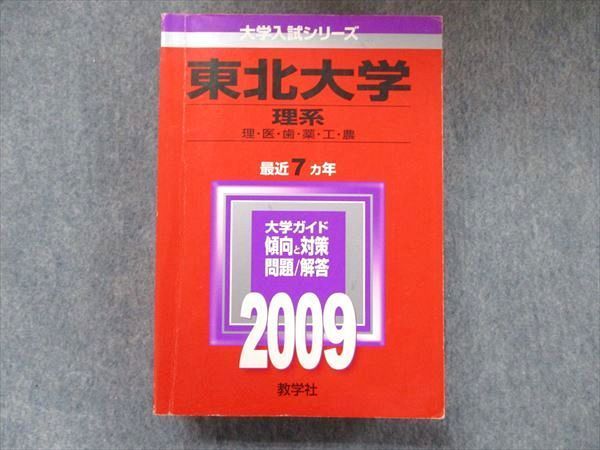 大学入試シリーズ
東北大学
理系
理・医・歯・薬・工・農
最近7ヵ年
大学ガイド
傾向と対策
問題/解答
2009
教学社